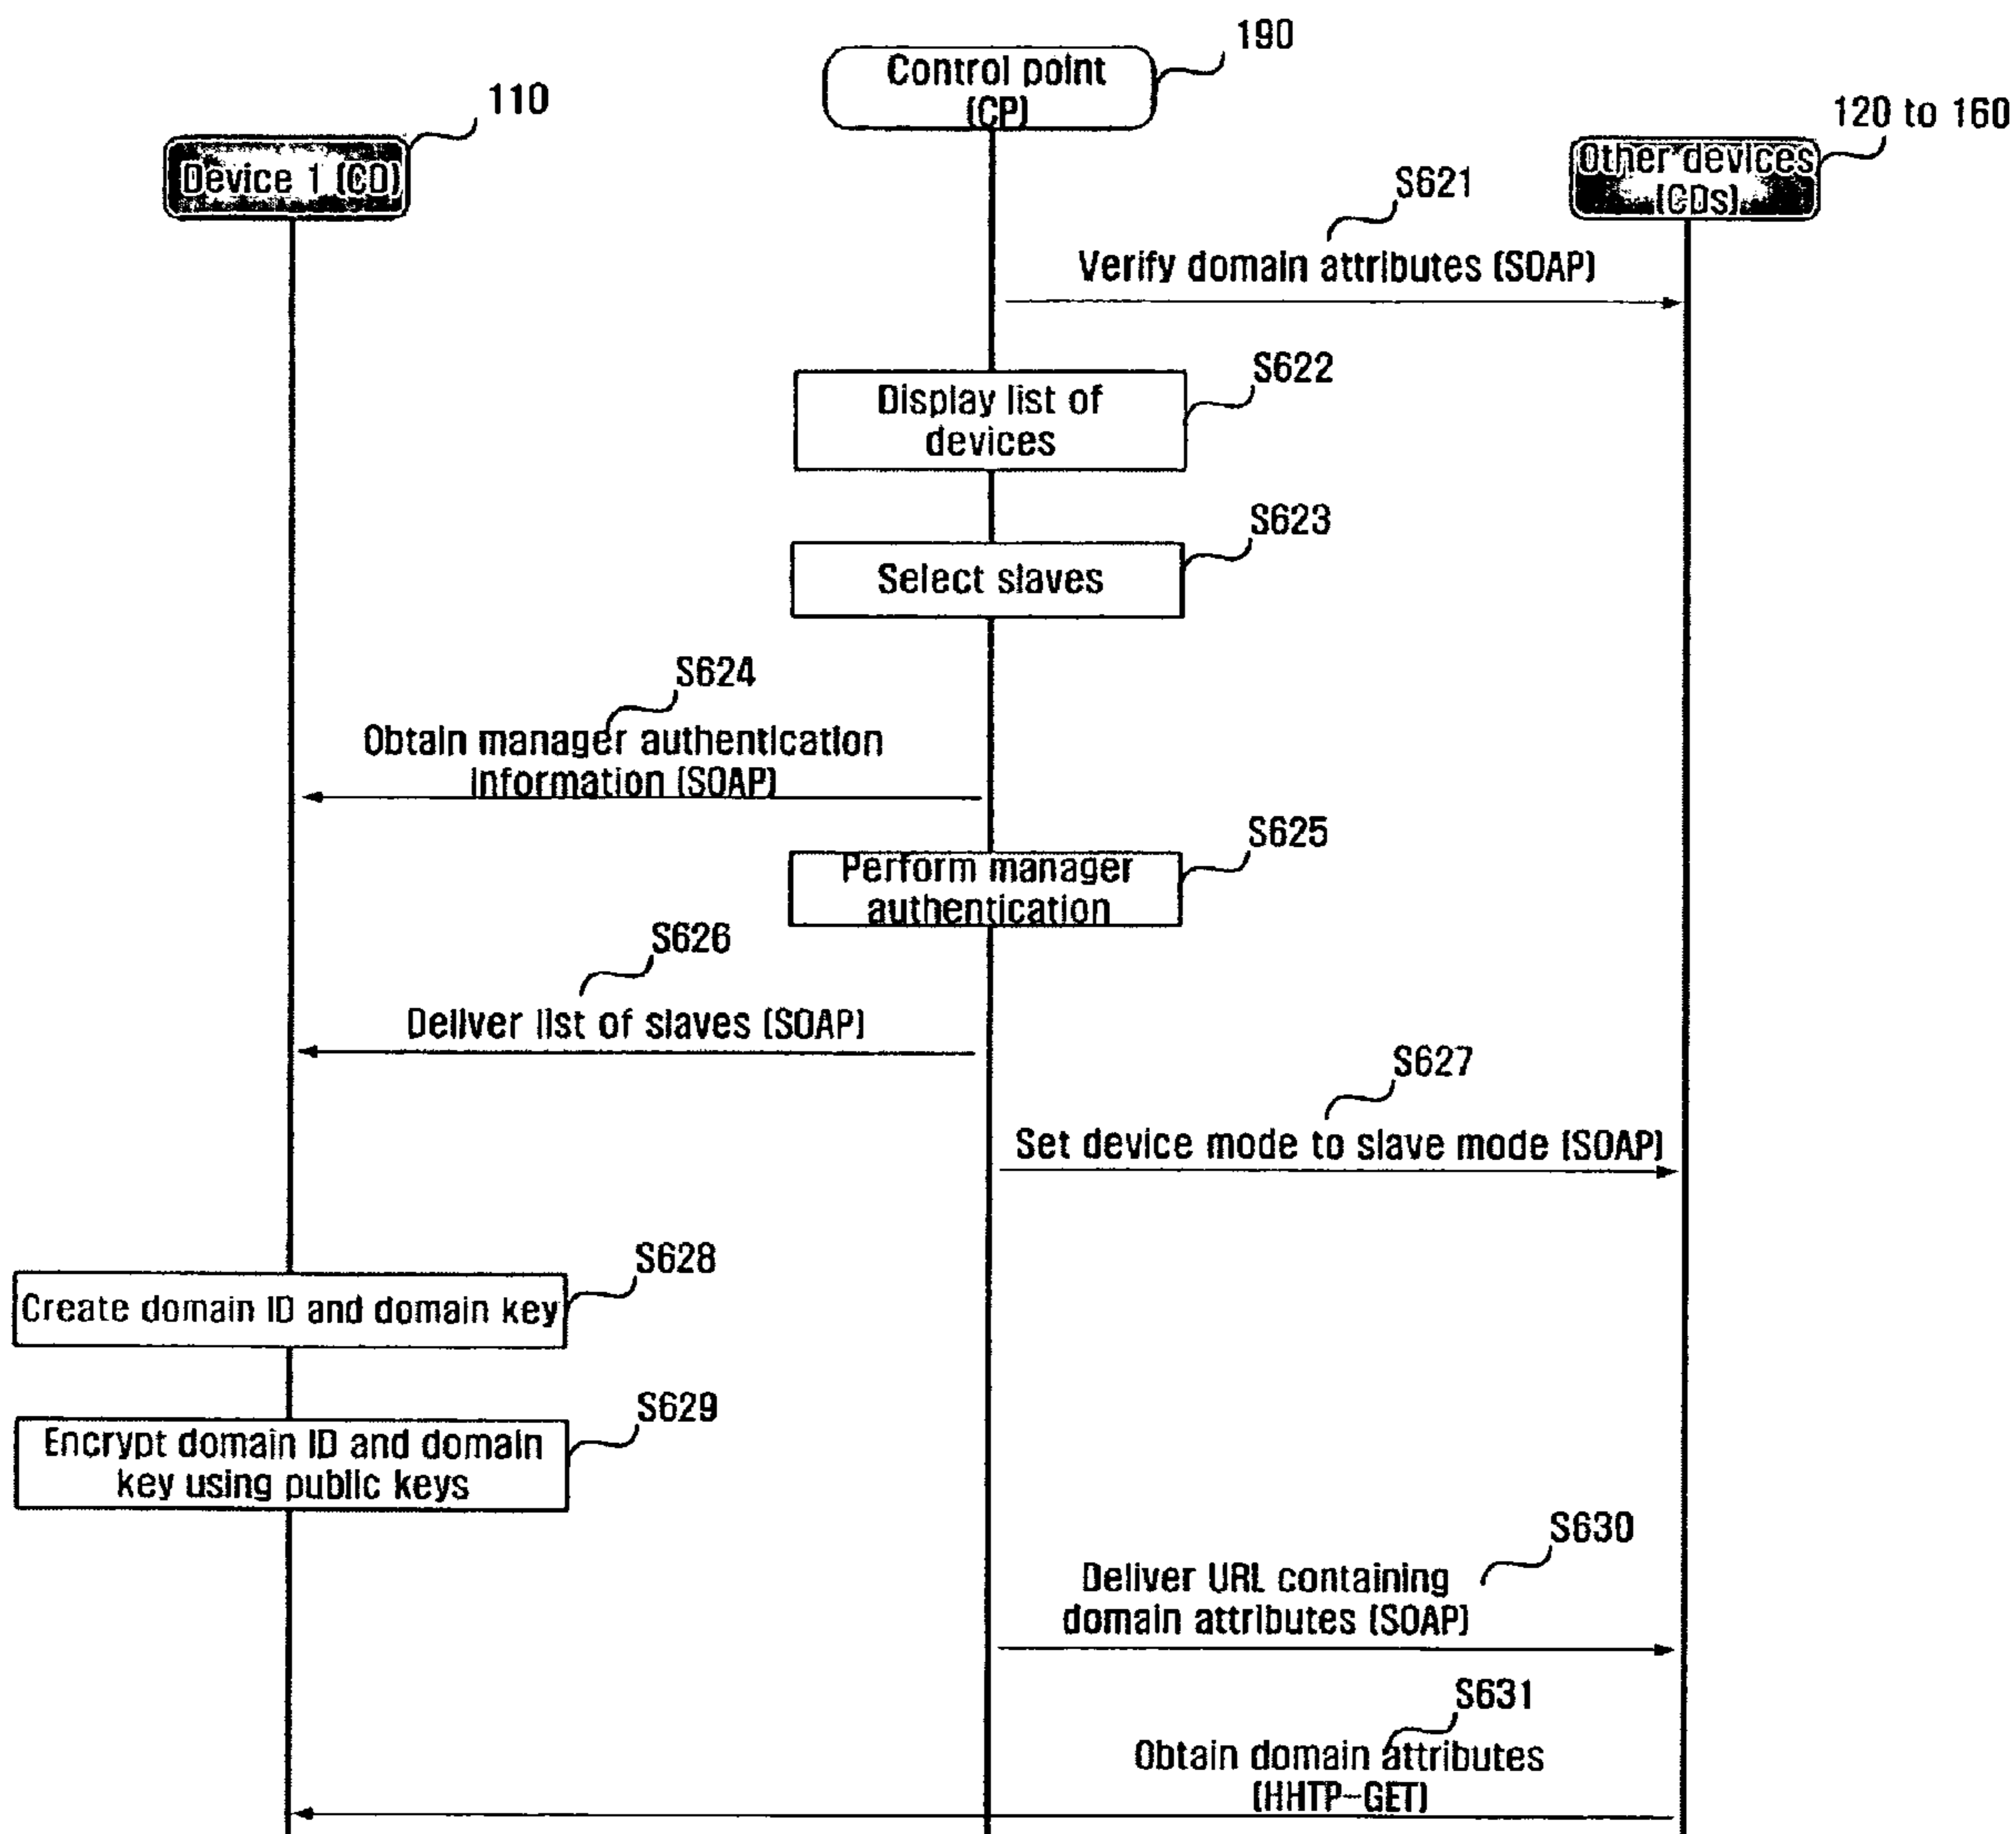 190
Control point
(CP)
110
Device 1 (CD)
120 to 160
Other devices
(CDs)
S621
Verify domain attributes (SOAP)
S622
Display list of
devices
S623
Select slaves
S624
Obtain manager authentication
information (SOAP)
S625
Perform manager
authentication
S626
Deliver list of slaves (SOAP)
S627
Set device mode to slave mode (SOAP)
S628
Create domain ID and domain key
S629
Encrypt domain ID and domain
key using public keys
S630
Deliver URL containing
domain attributes (SOAP)
S631
Obtain domain attributes
(HHTP-GET)